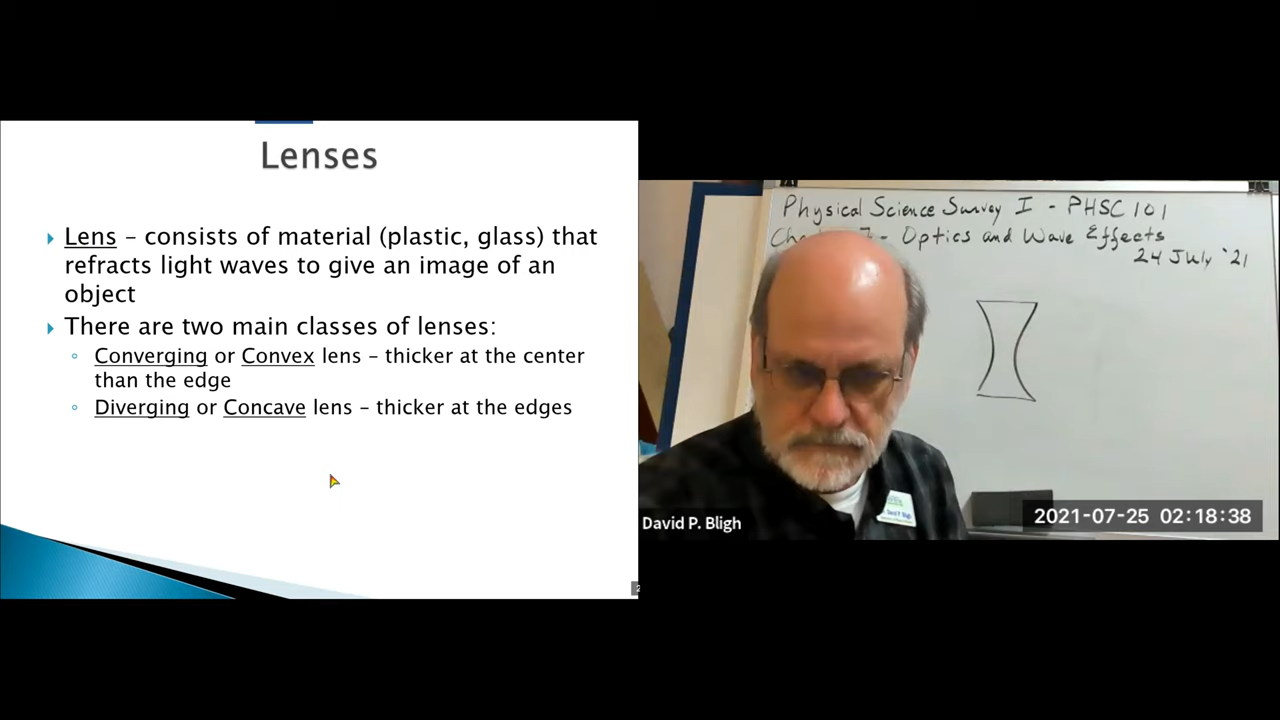 Lenses
Lens – consists of material (plastic, glass) that
refracts light waves to give an image of an
object
There are two main classes of lenses:
Converging or Convex lens – thicker at the center
than the edge
Diverging or Concave lens – thicker at the edges
Physical Science Survey I - PHSC 101
- Optics and Wave Effects
24 July '21
David P. Bligh
2021-07-25 02:18:38